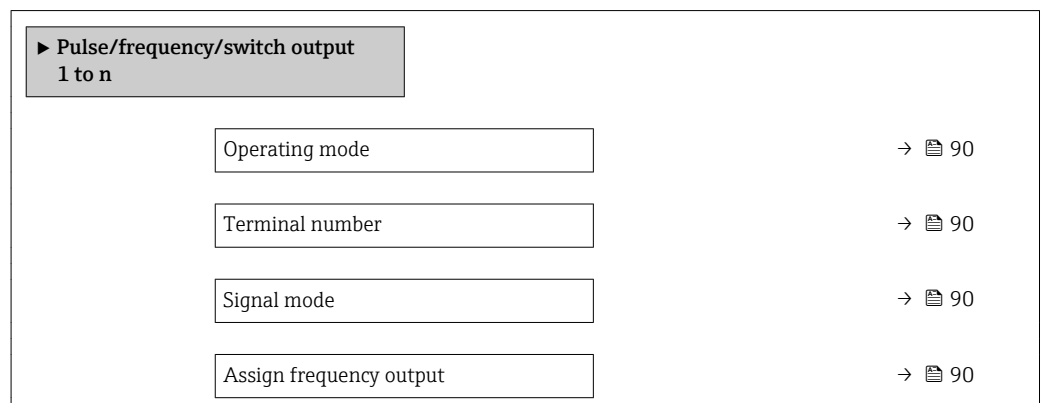 ▶ Pulse/frequency/switch output
1 to n
Operating mode → 90
Terminal number → 90
Signal mode → 90
Assign frequency output → 90